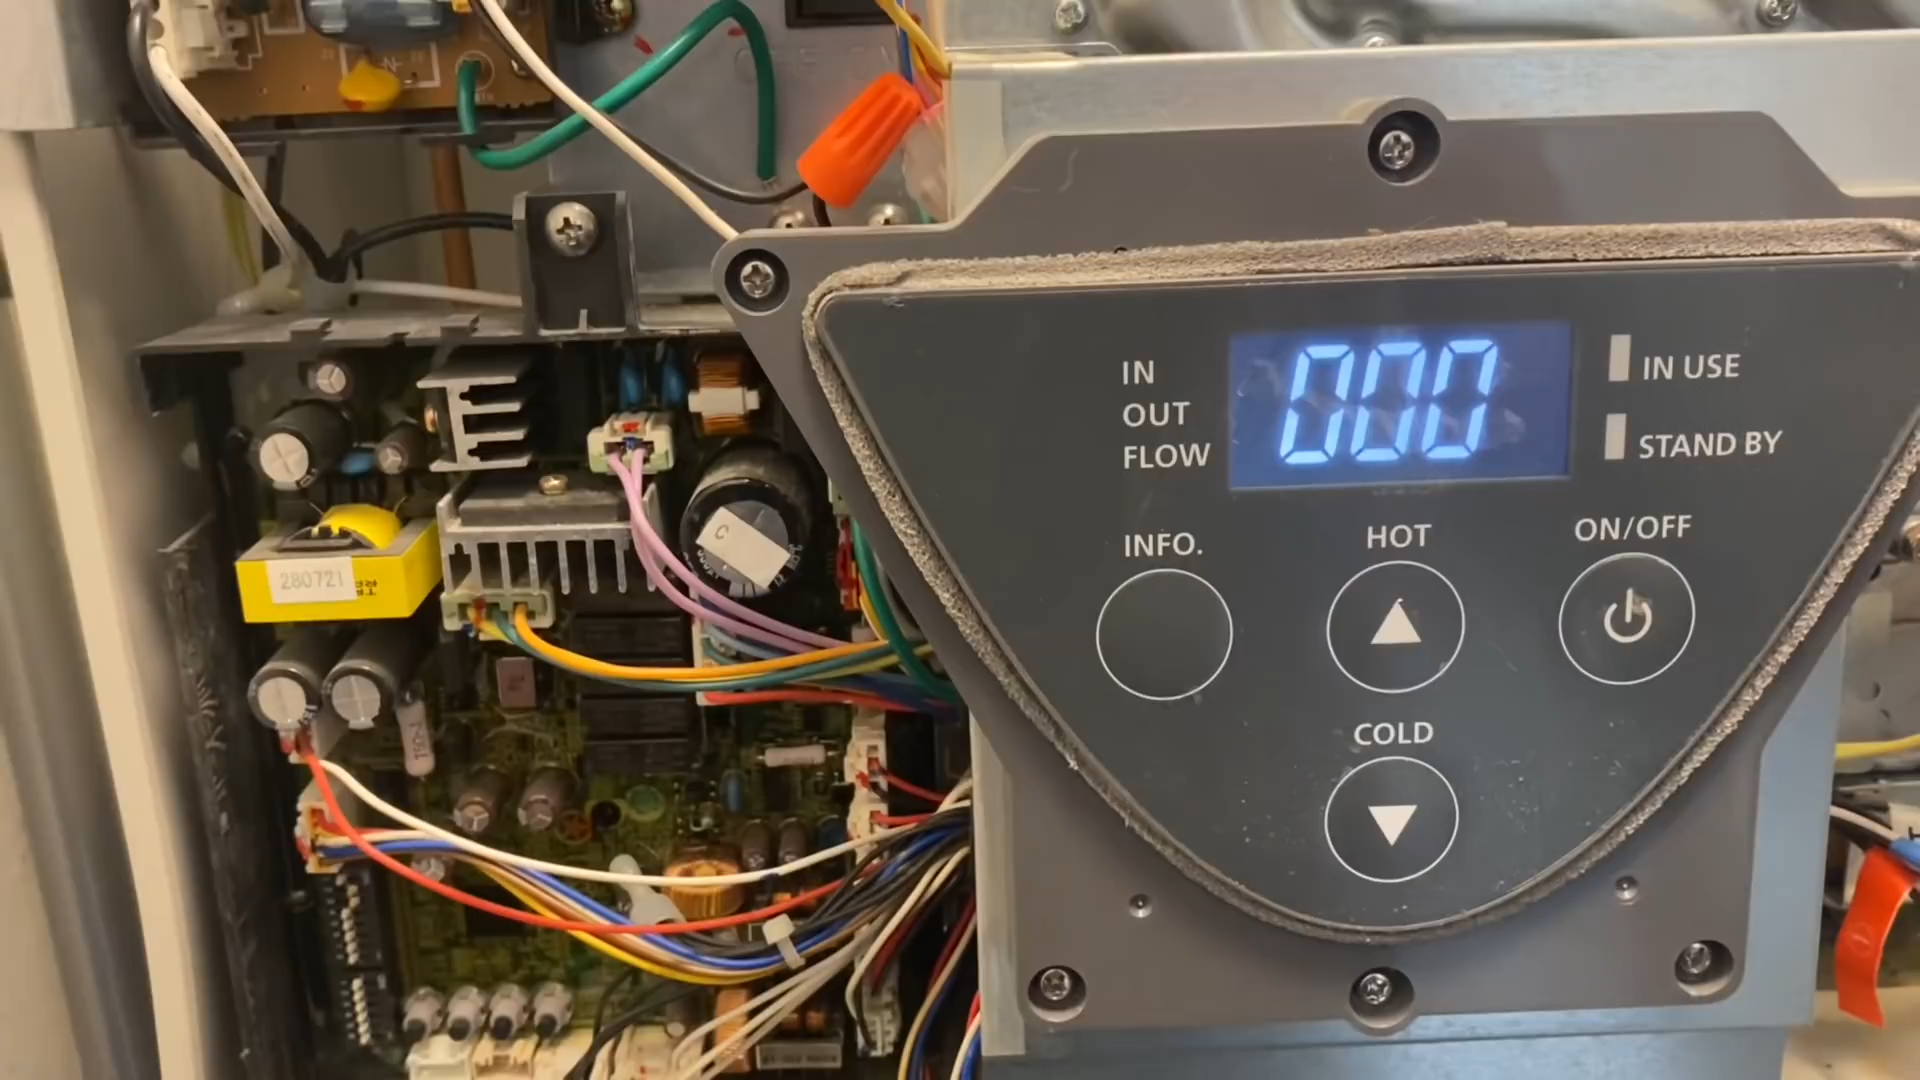 IN
OUT
FLOW
000
IN USE
STAND BY
INFO.
HOT
ON/OFF
COLD
280721
C